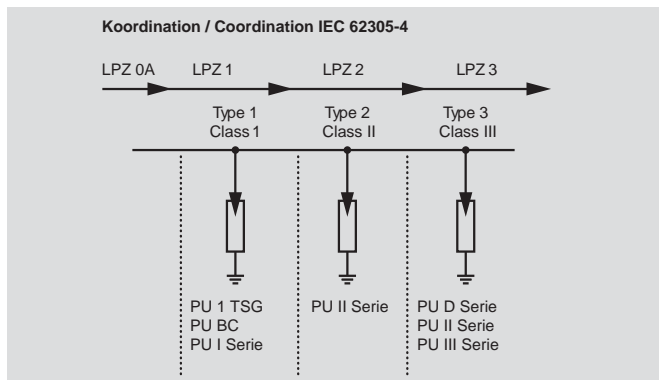 Koordination / Coordination IEC 62305-4
LPZ 0A LPZ 1 LPZ 2 LPZ 3
Type 1 Type 2 Type 3
Class 1 Class II Class III
PU 1 TSG PU II Serie PU D Serie
PU BC PU II Serie
PU I Serie PU III Serie